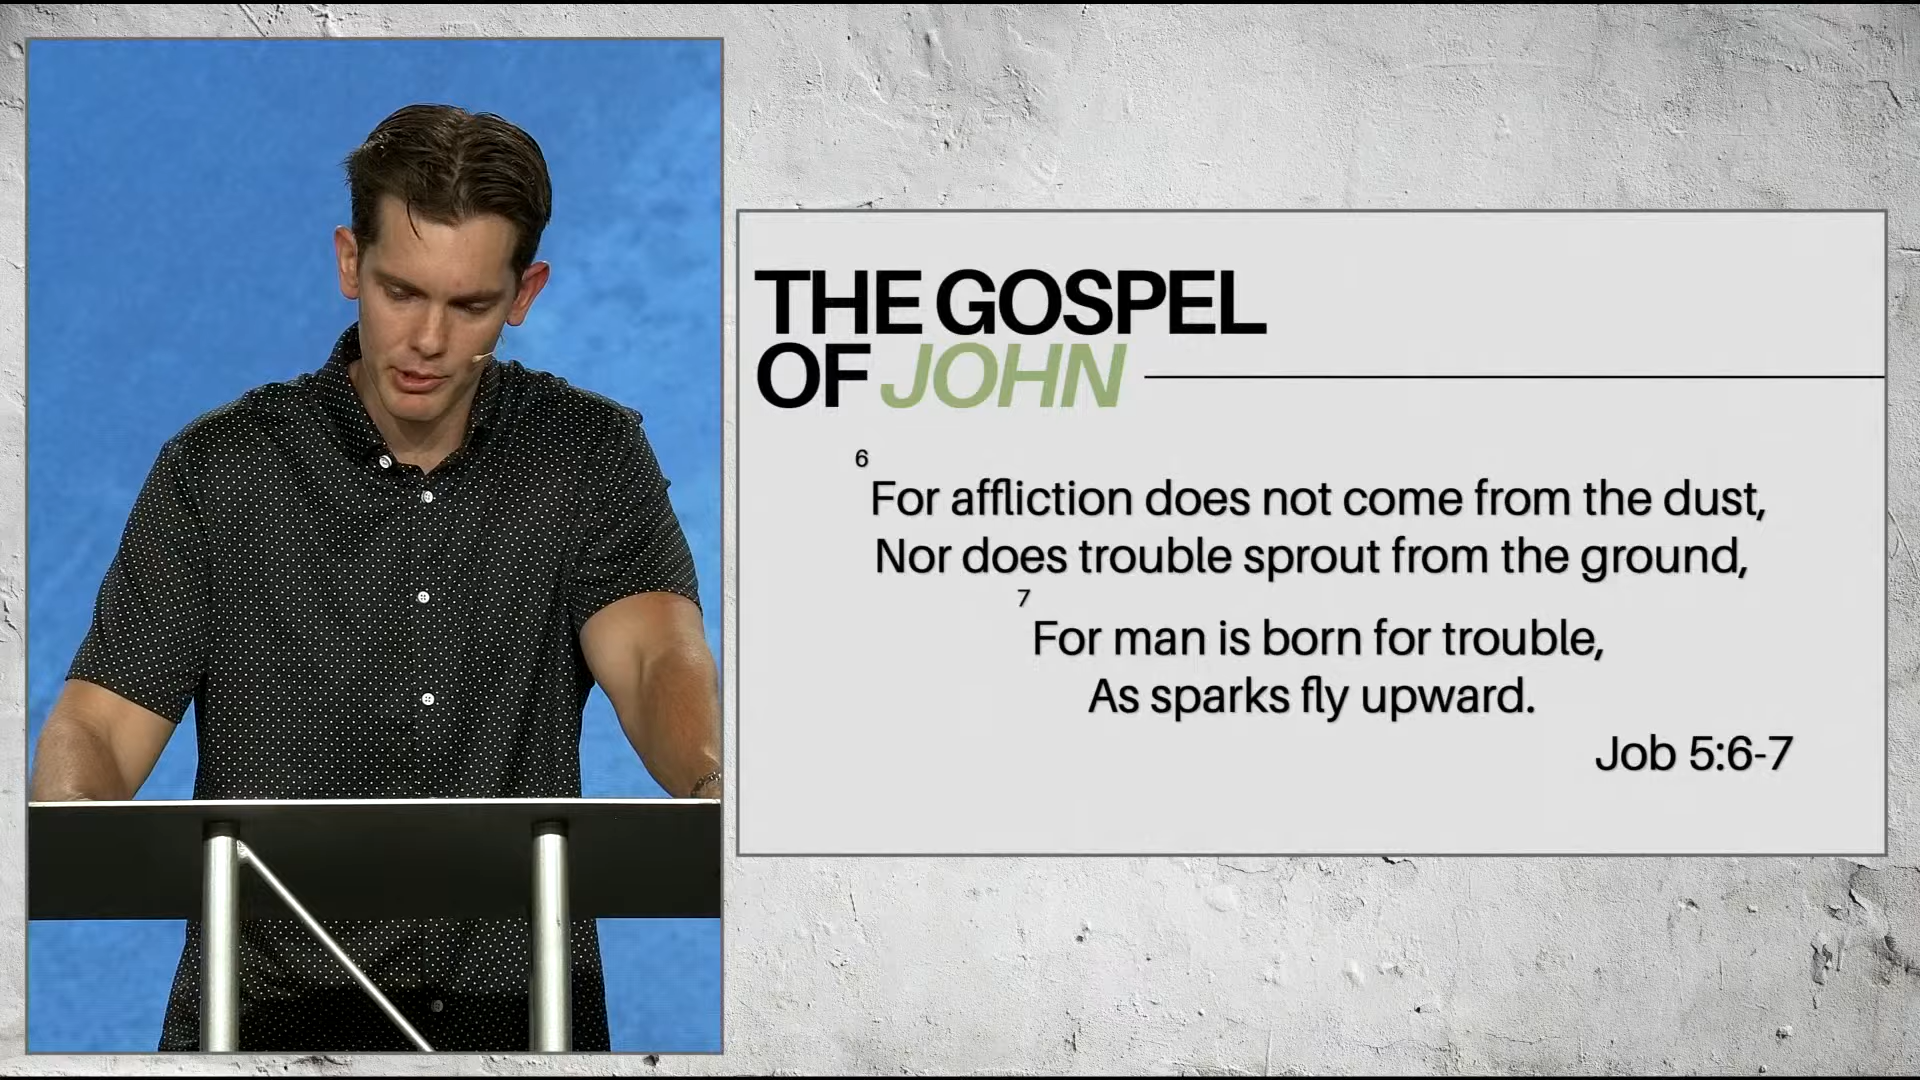 THE GOSPEL
OF JOHN
6
For affliction does not come from the dust,
Nor does trouble sprout from the ground,
7
For man is born for trouble,
As sparks fly upward.
Job 5:6-7